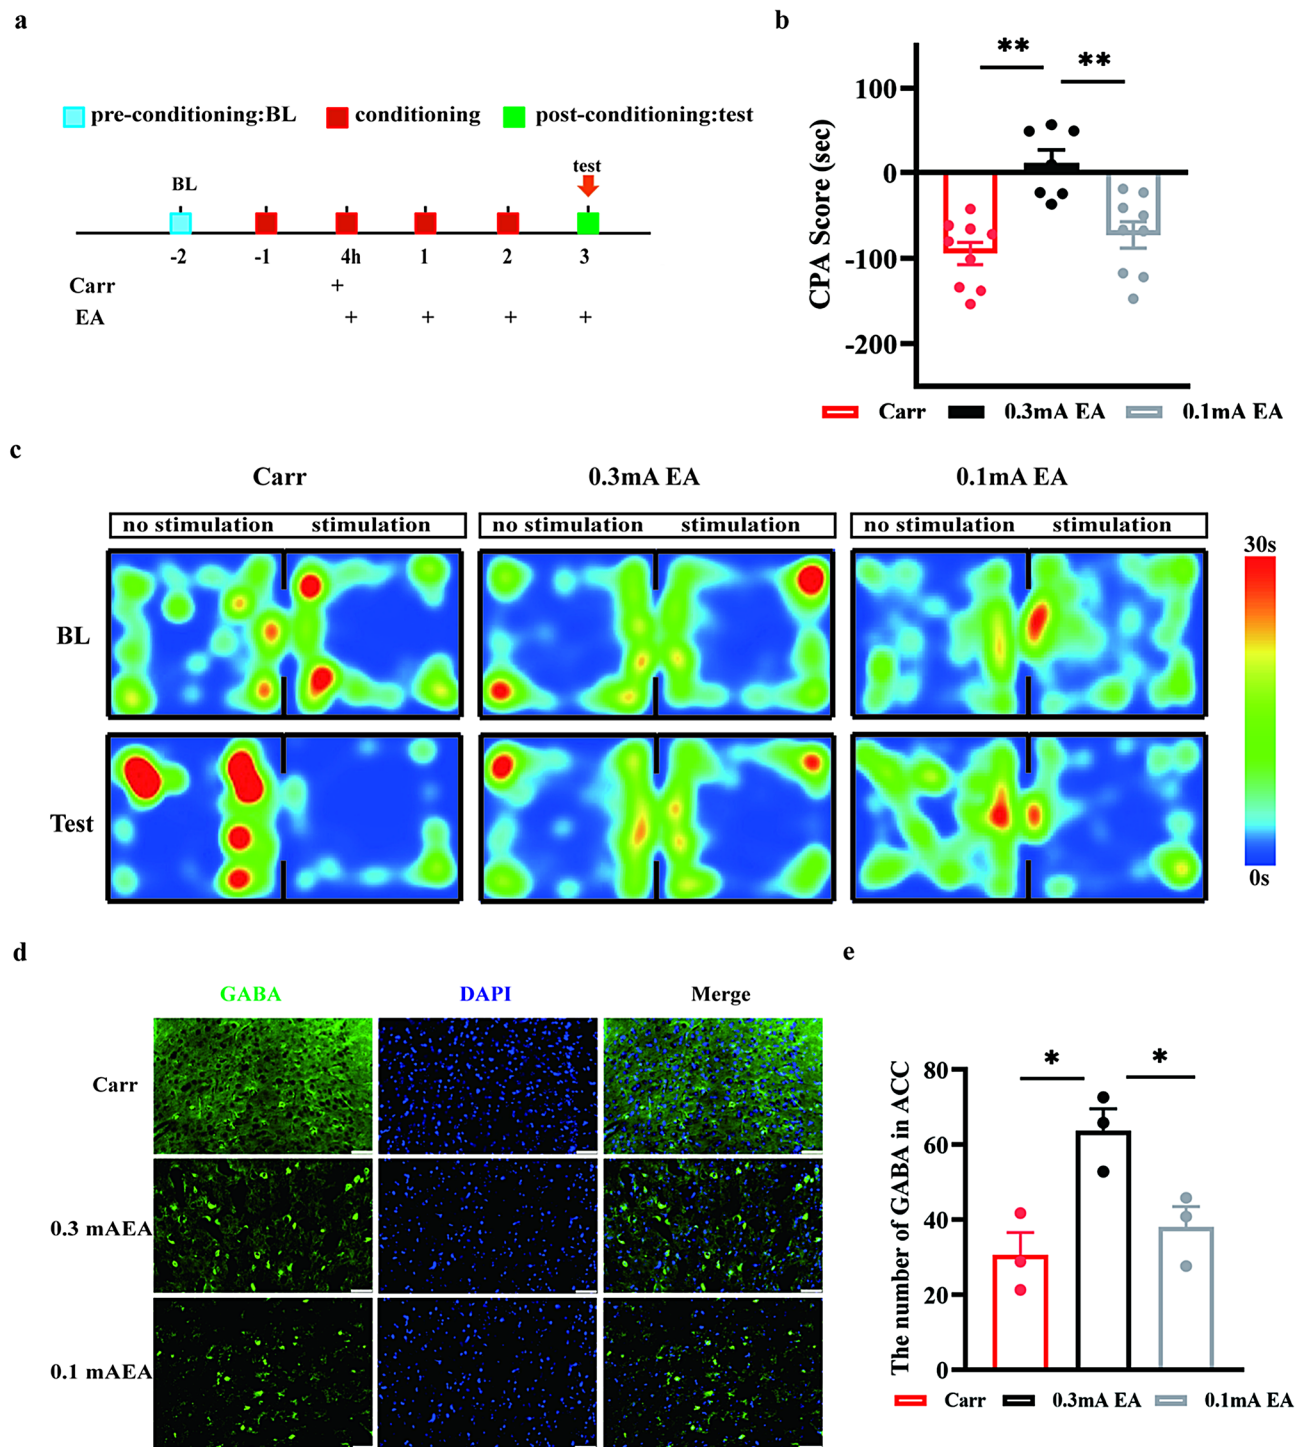 a
pre-conditioning:BL conditioning post-conditioning:test
BL test
-2 -1 4h 1 2 3
Carr +
EA + + + +
b
** **
CPA Score (sec)
100
0
-100
-200
Carr 0.3mA EA 0.1mA EA
c
Carr 0.3mA EA 0.1mA EA
no stimulation stimulation no stimulation stimulation no stimulation stimulation
30s
BL
Test
0s
d
GABA DAPI Merge
Carr
0.3 mAEA
0.1 mAEA
e
* *
The number of GABA in ACC
80
60
40
20
0
Carr 0.3mA EA 0.1mA EA